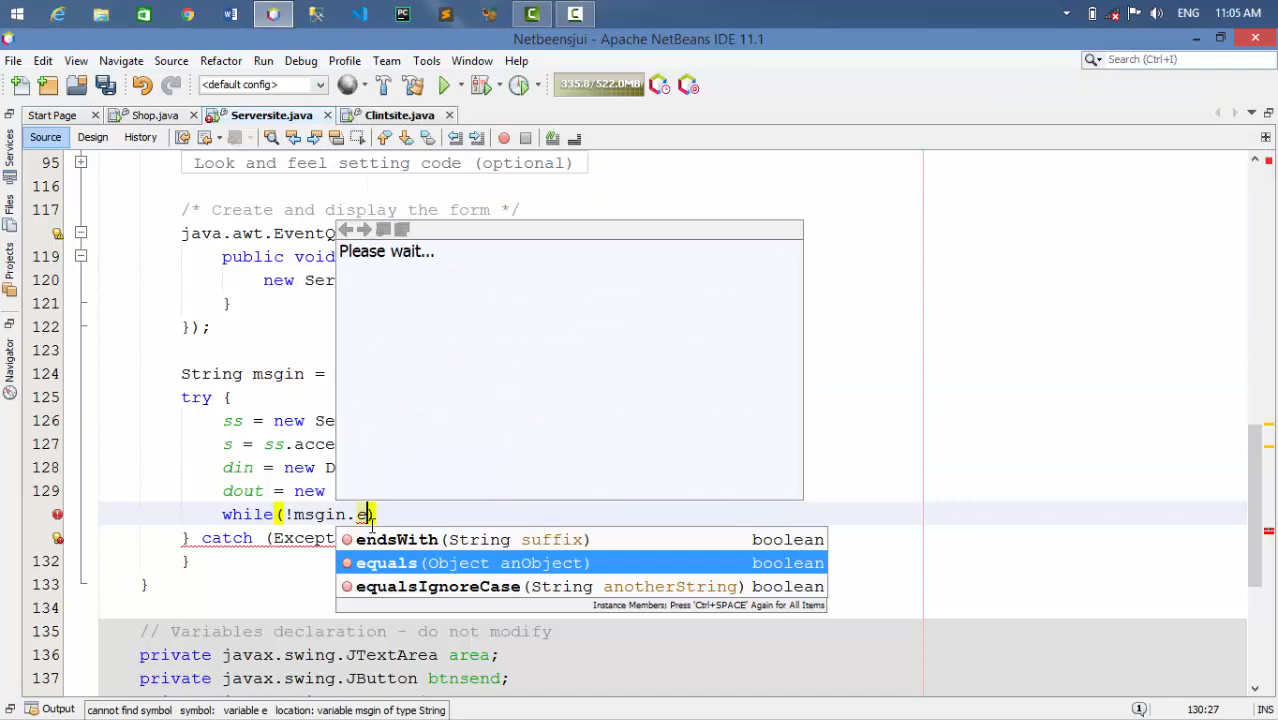 ENG 11:05 AM
Netbeensjui - Apache NetBeans IDE 11.1
File Edit View Navigate Source Refactor Run Debug Profile Team Tools Window Help
Search (Ctrl+I)
<default config>
335.8/522.0MB
Start Page Shop.java Serversite.java Clintsite.java
Source Design History
Services
Files
Projects
Navigator
95 Look and feel setting code (optional)
116
117 /* Create and display the form */
java.awt.EventQ
119 public void
120 new Ser
121 }
122 });
123
124 String msgin =
125 try {
126 ss = new Se
127 s = ss.acce
128 din = new D
129 dout = new
while(!msgin.e)
} catch (Except
132 }
133 }
134
135 // Variables declaration - do not modify
136 private javax.swing.JTextArea area;
137 private javax.swing.JButton btnsend;
Please wait...
endsWith(String suffix) boolean
equals(Object anObject) boolean
equalsIgnoreCase(String anotherString) boolean
Instance Members; Press 'Ctrl+SPACE' Again for All Items
Output cannot find symbol symbol: variable e location: variable msgin of type String 1 130:27 INS